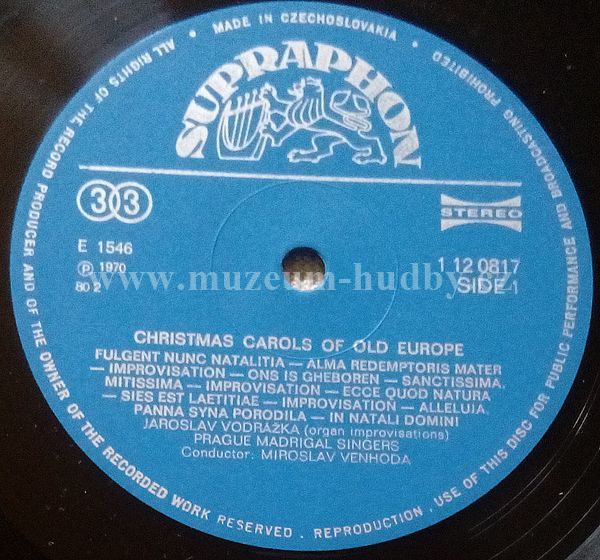 ALL RIGHTS OF THE RECORD PRODUCER AND OF THE OWNER OF THE RECORDED WORK RESERVED . REPRODUCTION . USE OF THIS DISC FOR PUBLIC PERFORMANCE AND BROADCASTING PROHIBITED
MADE IN CZECHOSLOVAKIA
SUPRAPHON
33
STEREO
E 1546
Ⓟ 1970
80 2
1 12 0817
SIDE 1
www.muzeum-hudby.cz
CHRISTMAS CAROLS OF OLD EUROPE
FULGENT NUNC NATALITIA — ALMA REDEMPTORIS MATER
— IMPROVISATION — ONS IS GHEBOREN — SANCTISSIMA,
MITISSIMA — IMPROVISATION — ECCE QUOD NATURA
— SIES EST LAETITIAE — IMPROVISATION — ALLELUJA,
PANNA SYNA PORODILA — IN NATALI DOMINI
JAROSLAV VODRÁŽKA (organ improvisations)
PRAGUE MADRIGAL SINGERS
Conductor: MIROSLAV VENHODA